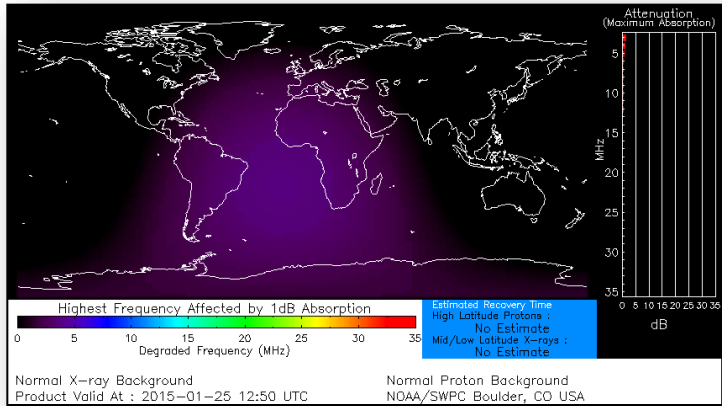 Attenuation
(Maximum Absorption)
5
10
15
20
25
30
35
MHz
0 5 10 15 20 25 30 35
dB
Highest Frequency Affected by 1dB Absorption
0 5 10 15 20 25 30 35
Degraded Frequency (MHz)
Estimated Recovery Time
High Latitude Protons :
No Estimate
Mid/Low Latitude X-rays :
No Estimate
Normal X-ray Background
Normal Proton Background
Product Valid At : 2015-01-25 12:50 UTC
NOAA/SWPC Boulder, CO USA